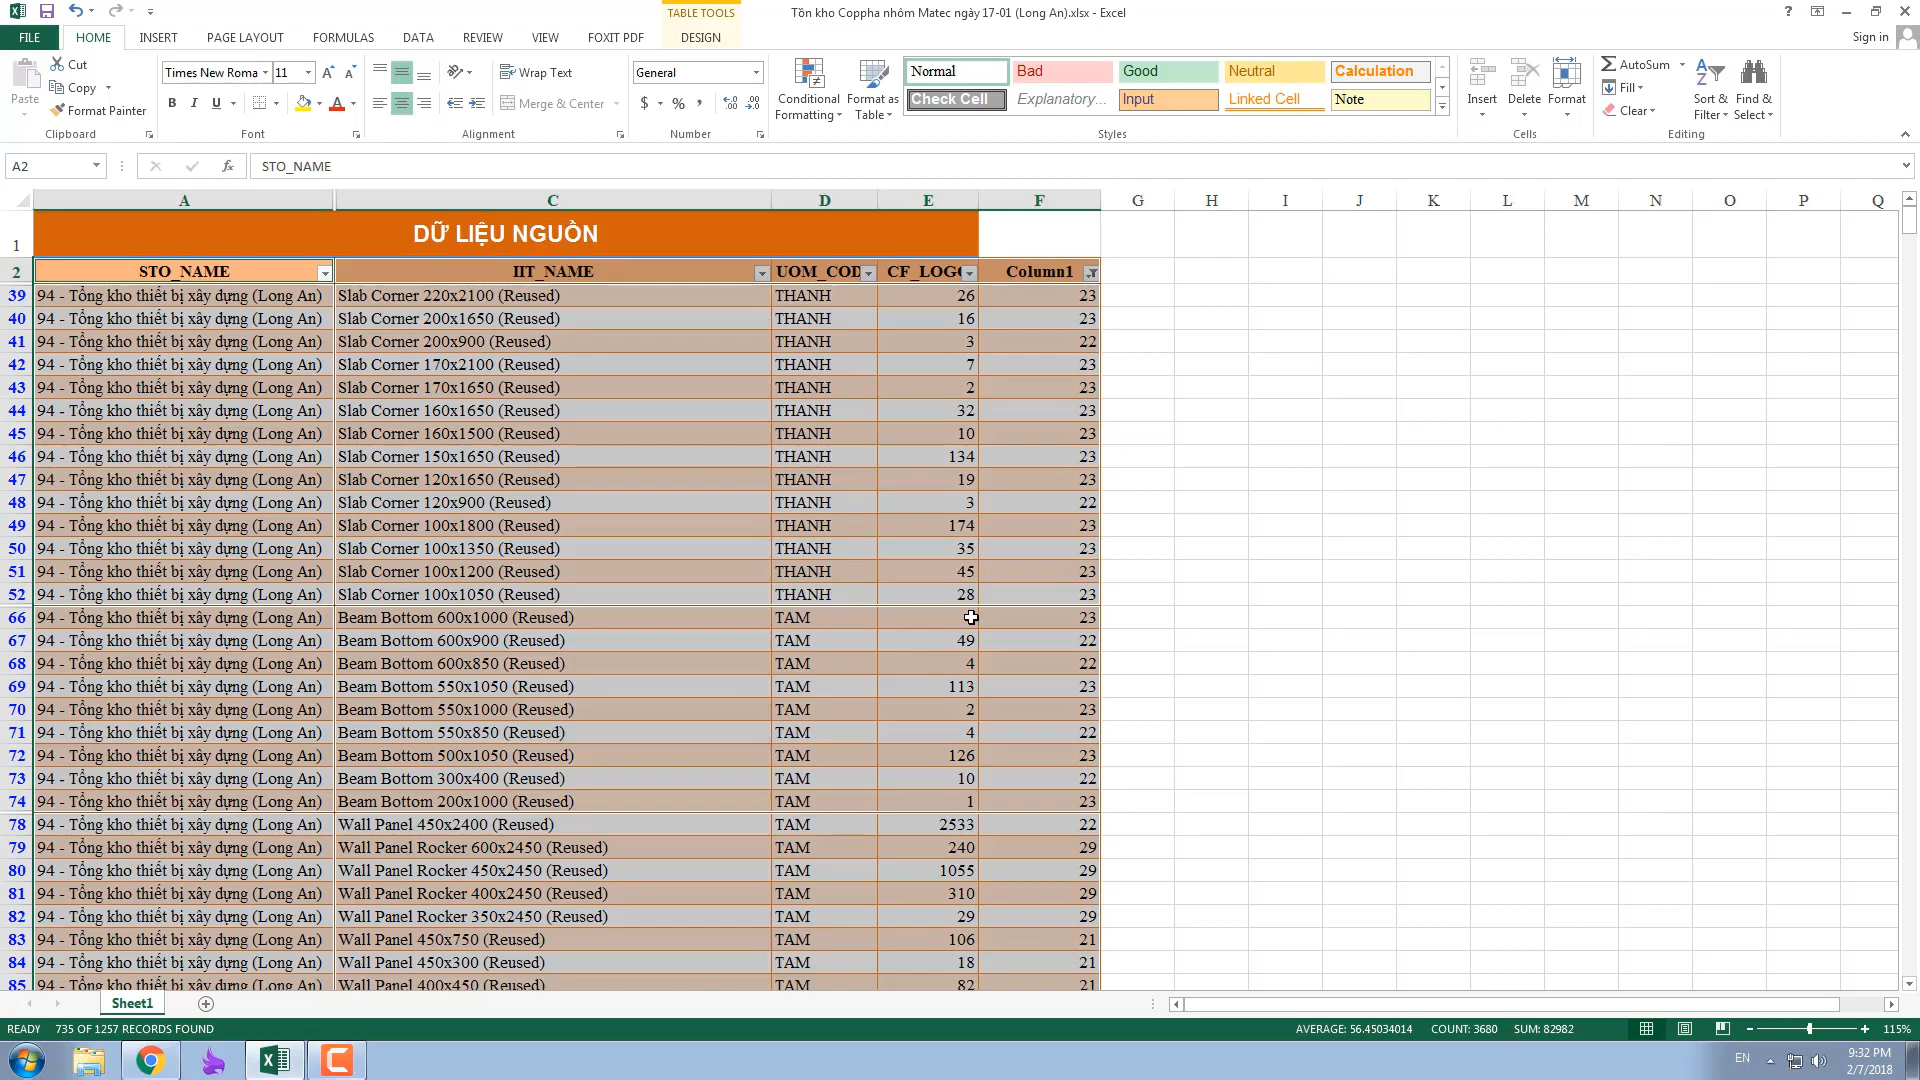 TABLE TOOLS
Tồn kho Coppha nhôm Matec ngày 17-01 (Long An).xlsx - Excel
FILE HOME INSERT PAGE LAYOUT FORMULAS DATA REVIEW VIEW FOXIT PDF DESIGN Sign in
Paste Cut Copy Format Painter Clipboard
Times New Roma 11 B I U Font
Wrap Text Merge & Center Alignment
General $ % , Number
Conditional Formatting Format as Table
Normal Bad Good Neutral Calculation
Check Cell Explanatory... Input Linked Cell Note
Styles
Insert Delete Format Cells
AutoSum Fill Clear Sort & Filter Find & Select Editing
A2 fx STO_NAME
A C D E F G H I J K L M N O P Q
1 DỮ LIỆU NGUỒN
2 STO_NAME IIT_NAME UOM_COD CF_LOG Column1
39 94 - Tổng kho thiết bị xây dựng (Long An) Slab Corner 220x2100 (Reused) THANH 26 23
40 94 - Tổng kho thiết bị xây dựng (Long An) Slab Corner 200x1650 (Reused) THANH 16 23
41 94 - Tổng kho thiết bị xây dựng (Long An) Slab Corner 200x900 (Reused) THANH 3 22
42 94 - Tổng kho thiết bị xây dựng (Long An) Slab Corner 170x2100 (Reused) THANH 7 23
43 94 - Tổng kho thiết bị xây dựng (Long An) Slab Corner 170x1650 (Reused) THANH 2 23
44 94 - Tổng kho thiết bị xây dựng (Long An) Slab Corner 160x1650 (Reused) THANH 32 23
45 94 - Tổng kho thiết bị xây dựng (Long An) Slab Corner 160x1500 (Reused) THANH 10 23
46 94 - Tổng kho thiết bị xây dựng (Long An) Slab Corner 150x1650 (Reused) THANH 134 23
47 94 - Tổng kho thiết bị xây dựng (Long An) Slab Corner 120x1650 (Reused) THANH 19 23
48 94 - Tổng kho thiết bị xây dựng (Long An) Slab Corner 120x900 (Reused) THANH 3 22
49 94 - Tổng kho thiết bị xây dựng (Long An) Slab Corner 100x1800 (Reused) THANH 174 23
50 94 - Tổng kho thiết bị xây dựng (Long An) Slab Corner 100x1350 (Reused) THANH 35 23
51 94 - Tổng kho thiết bị xây dựng (Long An) Slab Corner 100x1200 (Reused) THANH 45 23
52 94 - Tổng kho thiết bị xây dựng (Long An) Slab Corner 100x1050 (Reused) THANH 28 23
66 94 - Tổng kho thiết bị xây dựng (Long An) Beam Bottom 600x1000 (Reused) TAM 23
67 94 - Tổng kho thiết bị xây dựng (Long An) Beam Bottom 600x900 (Reused) TAM 49 22
68 94 - Tổng kho thiết bị xây dựng (Long An) Beam Bottom 600x850 (Reused) TAM 4 22
69 94 - Tổng kho thiết bị xây dựng (Long An) Beam Bottom 550x1050 (Reused) TAM 113 23
70 94 - Tổng kho thiết bị xây dựng (Long An) Beam Bottom 550x1000 (Reused) TAM 2 23
71 94 - Tổng kho thiết bị xây dựng (Long An) Beam Bottom 550x850 (Reused) TAM 4 22
72 94 - Tổng kho thiết bị xây dựng (Long An) Beam Bottom 500x1050 (Reused) TAM 126 23
73 94 - Tổng kho thiết bị xây dựng (Long An) Beam Bottom 300x400 (Reused) TAM 10 22
74 94 - Tổng kho thiết bị xây dựng (Long An) Beam Bottom 200x1000 (Reused) TAM 1 23
78 94 - Tổng kho thiết bị xây dựng (Long An) Wall Panel 450x2400 (Reused) TAM 2533 22
79 94 - Tổng kho thiết bị xây dựng (Long An) Wall Panel Rocker 600x2450 (Reused) TAM 240 29
80 94 - Tổng kho thiết bị xây dựng (Long An) Wall Panel Rocker 450x2450 (Reused) TAM 1055 29
81 94 - Tổng kho thiết bị xây dựng (Long An) Wall Panel Rocker 400x2450 (Reused) TAM 310 29
82 94 - Tổng kho thiết bị xây dựng (Long An) Wall Panel Rocker 350x2450 (Reused) TAM 29 29
83 94 - Tổng kho thiết bị xây dựng (Long An) Wall Panel 450x750 (Reused) TAM 106 21
84 94 - Tổng kho thiết bị xây dựng (Long An) Wall Panel 450x300 (Reused) TAM 18 21
85 94 - Tổng kho thiết bị xây dựng (Long An) Wall Panel 400x450 (Reused) TAM 82 21
Sheet1
READY 735 OF 1257 RECORDS FOUND AVERAGE: 56.45034014 COUNT: 3680 SUM: 82982 115%
EN 9:32 PM
2/7/2018